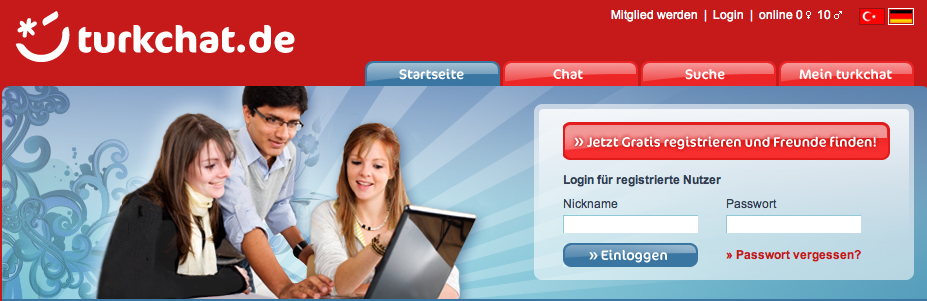 Mitglied werden | Login | online 0♀ 10♂
turkchat.de
Startseite
Chat
Suche
Mein turkchat
» Jetzt Gratis registrieren und Freunde finden!
Login für registrierte Nutzer
Nickname Passwort
» Einloggen » Passwort vergessen?